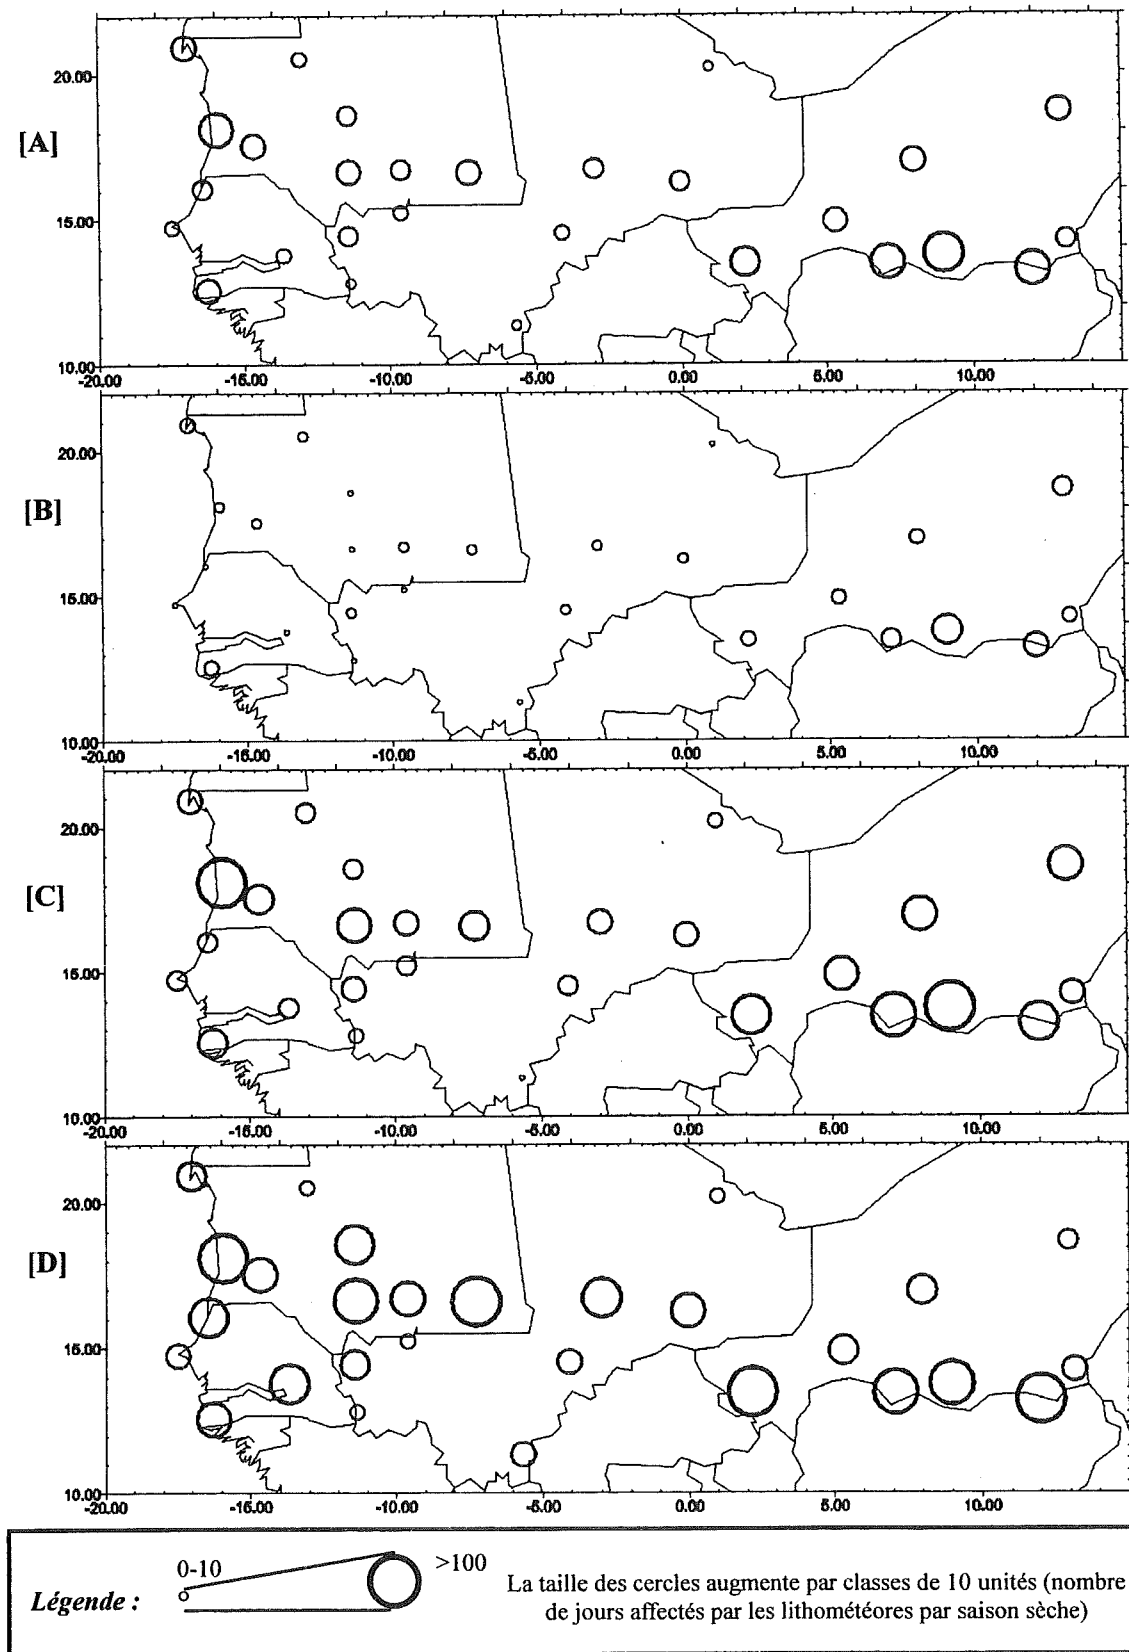 20.00
[A]
15.00
10.00
-20.00 -15.00 -10.00 -5.00 0.00 5.00 10.00
20.00
[B]
15.00
10.00
-20.00 -15.00 -10.00 -5.00 0.00 5.00 10.00
20.00
[C]
15.00
10.00
-20.00 -15.00 -10.00 -5.00 0.00 5.00 10.00
20.00
[D]
15.00
10.00
-20.00 -15.00 -10.00 -5.00 0.00 5.00 10.00
0-10 >100
Légende : La taille des cercles augmente par classes de 10 unités (nombre
de jours affectés par les lithométéores par saison sèche)